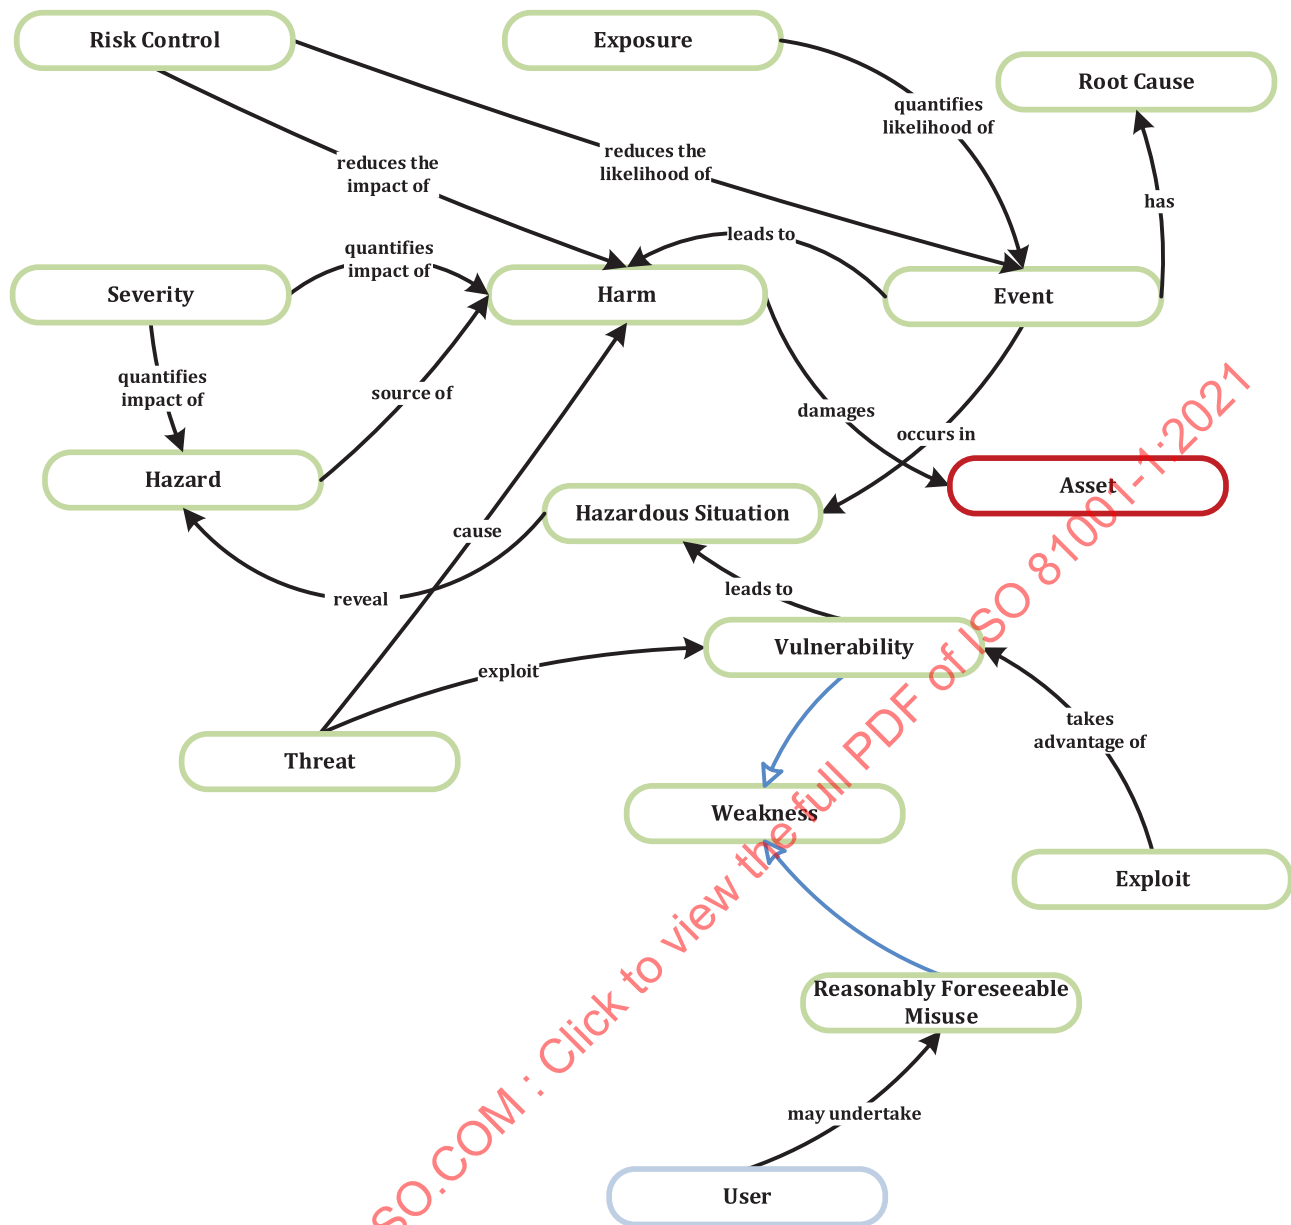 Risk Control
Exposure
Root Cause
quantifies
likelihood of
reduces the
impact of
reduces the
likelihood of
has
leads to
quantifies
impact of
Severity
Harm
Event
quantifies
impact of
source of
damages
occurs in
Hazard
Asset
Hazardous Situation
cause
reveal
leads to
Vulnerability
exploit
takes
advantage of
Threat
Weakness
Exploit
Reasonably Foreseeable
Misuse
may undertake
User
SO.COM : Click to view the full PDF of ISO 81001-1:2021